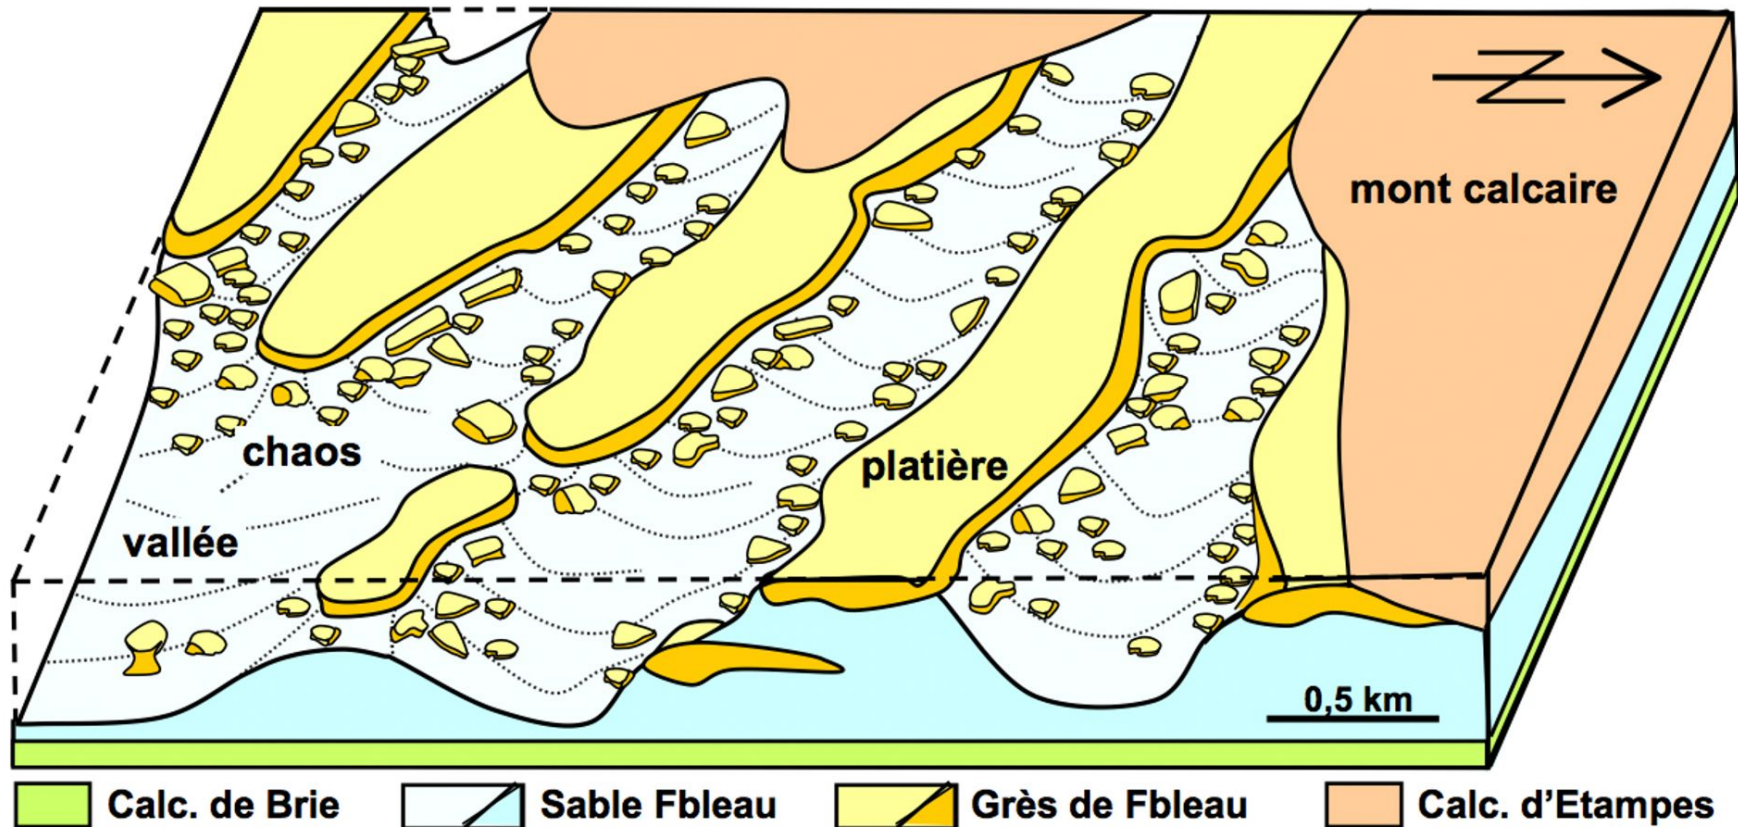 N
mont calcaire
chaos
platière
vallée
0,5 km
Calc. de Brie
Sable Fbleau
Grès de Fbleau
Calc. d'Etampes